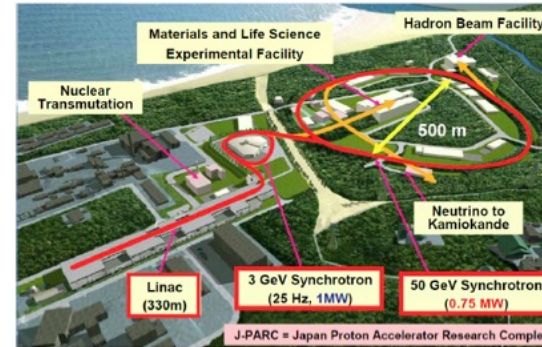 Hadron Beam Facility
Materials and Life Science
Experimental Facility
Nuclear
Transmutation
500 m
Neutrino to
Kamiokande
Linac
(330m)
3 GeV Synchrotron
(25 Hz, 1MW)
50 GeV Synchrotron
(0.75 MW)
J-PARC = Japan Proton Accelerator Research Comple